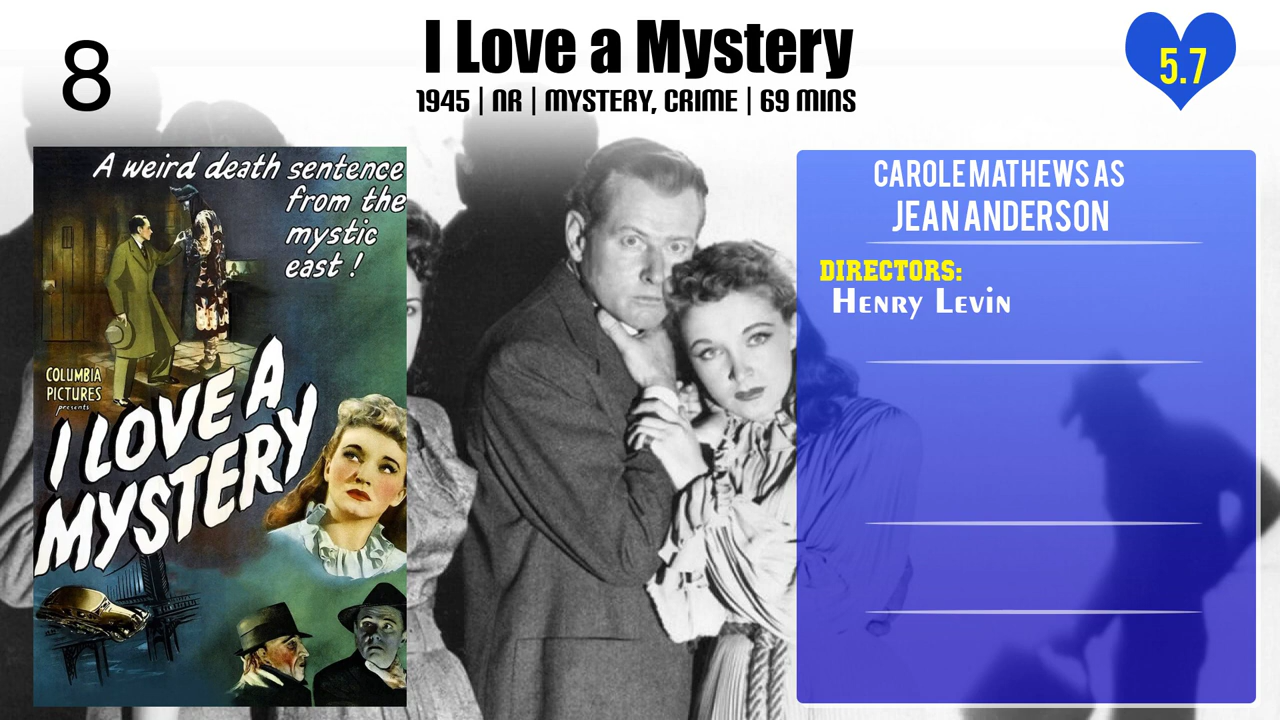 8
I Love a Mystery
1945 | NR | MYSTERY, CRIME | 69 MINS
5.7
A weird death sentence
from the
mystic
east !
COLUMBIA
PICTURES
presents
I LOVE A
MYSTERY
CAROLE MATHEWS AS
JEAN ANDERSON
DIRECTORS:
Henry Levin